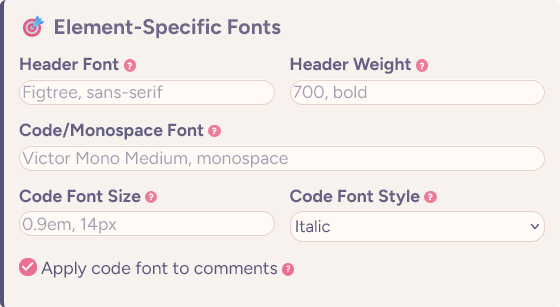 🎯 Element-Specific Fonts
Header Font ?
Header Weight ?
Figtree, sans-serif
700, bold
Code/Monospace Font ?
Victor Mono Medium, monospace
Code Font Size ?
Code Font Style ?
0.9em, 14px
Italic
Apply code font to comments ?